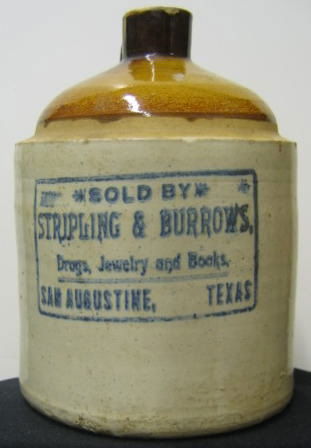 SOLD BY
STRIPLING & BURROWS,
Drugs, Jewelry and Books,
SAN AUGUSTINE, TEXAS